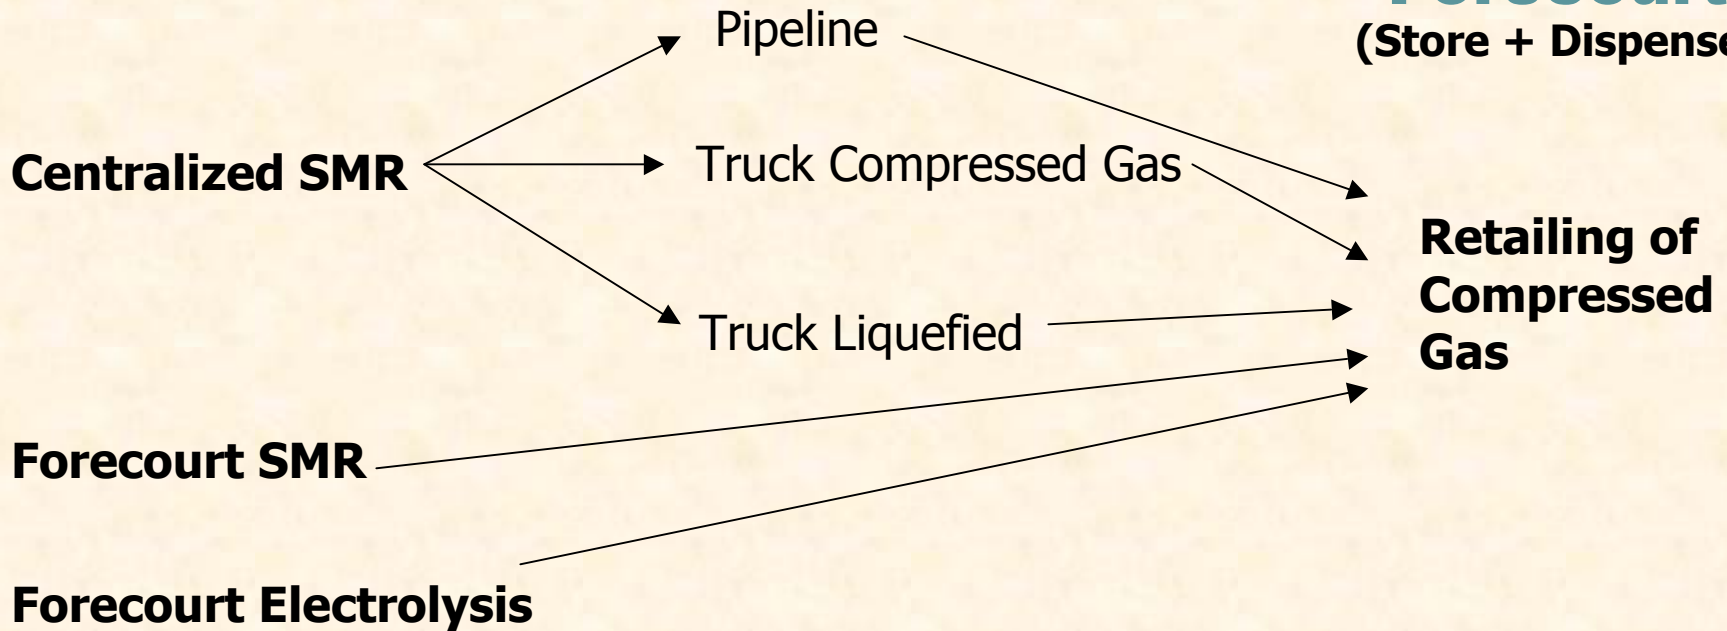 Pipeline
(Store + Dispense
Centralized SMR
Truck Compressed Gas
Retailing of
Compressed
Gas
Truck Liquefied
Forecourt SMR
Forecourt Electrolysis